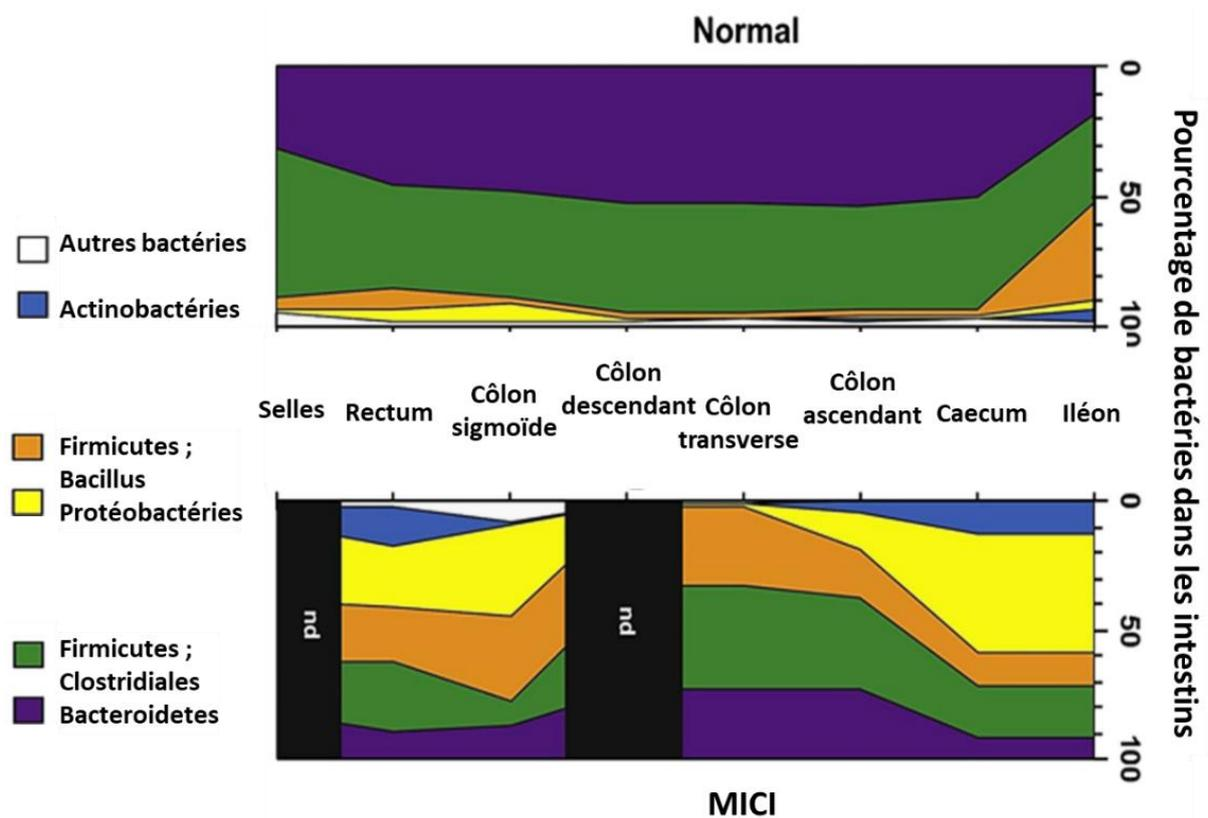 Normal
0
50
100
Pourcentage de bactéries dans les intestins
Autres bactéries
Actinobactéries
Firmicutes ;
Bacillus
Protéobactéries
Firmicutes ;
Clostridiales
Bacteroidetes
Selles
Rectum
Côlon
sigmoïde
Côlon
descendant
Côlon
transverse
Côlon
ascendant
Caecum
Iléon
nd
nd
0
50
100
MICI